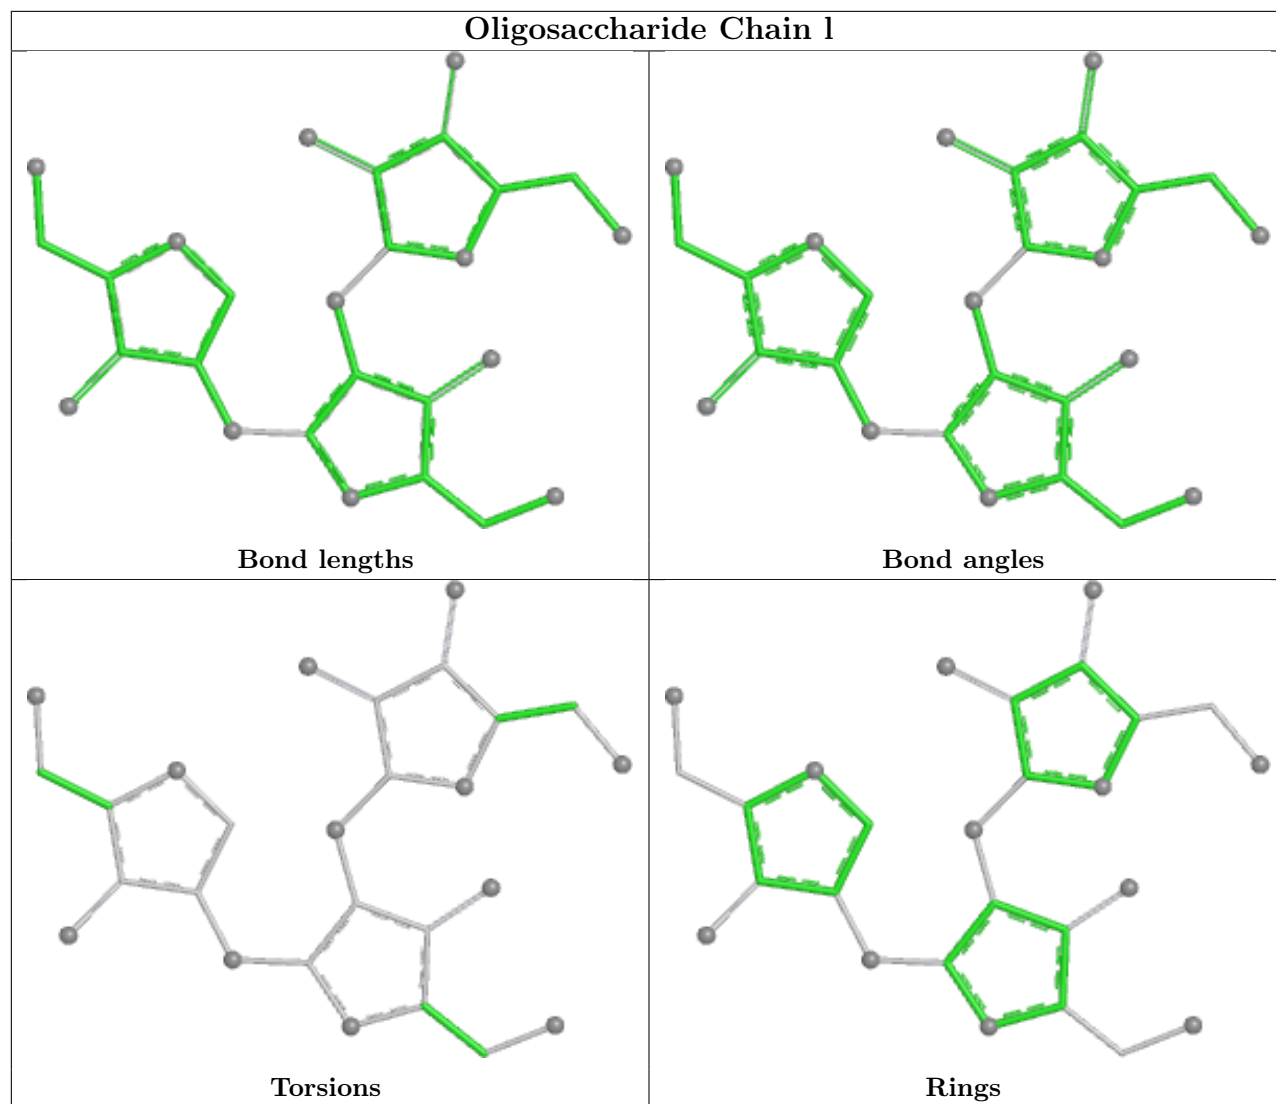 Oligosaccharide Chain l
Bond lengths
Bond angles
Torsions
Rings